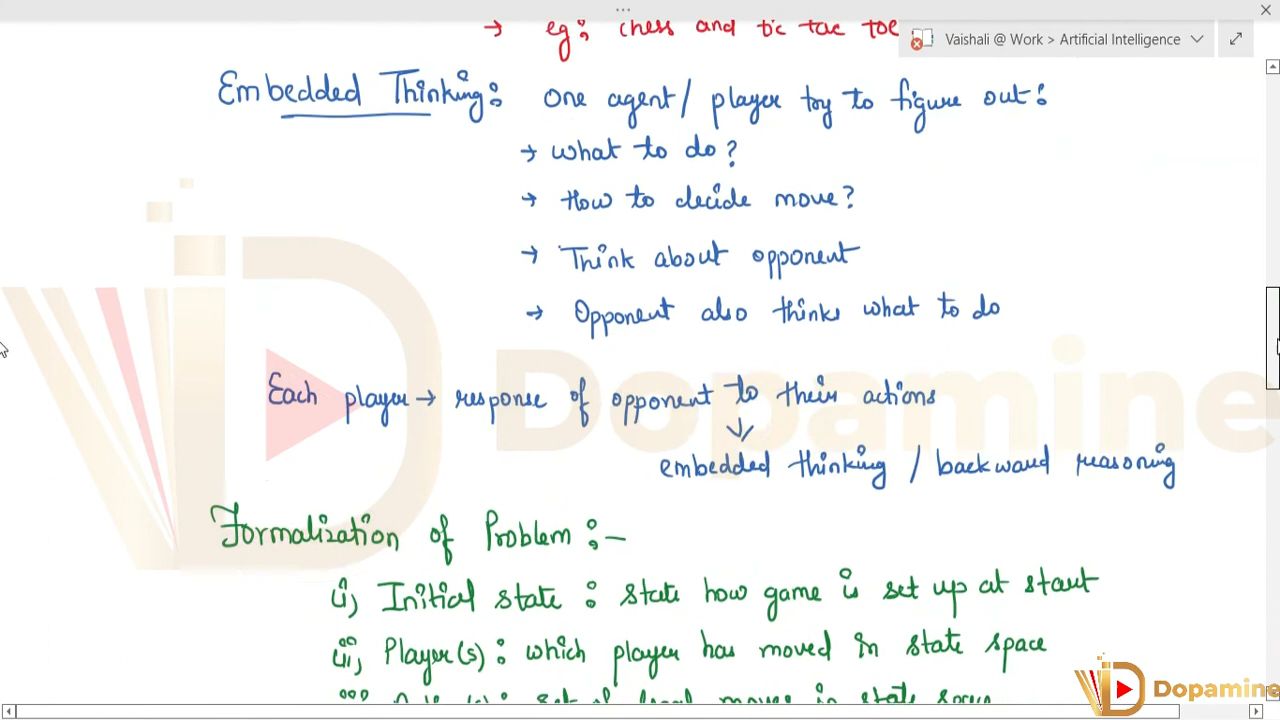 → eg: chess and tic tac toe
Vaishali @ Work > Artificial Intelligence
Embedded Thinking: One agent/ player try to figure out:
→ what to do?
→ How to decide move?
→ Think about opponent
→ Opponent also thinks what to do
Each player → response of opponent to their actions
embedded thinking / backward reasoning
Formalization of Problem :-
i) Initial state : state how game is set up at start
ii) Player(s) : which player has moved in state space
Dopamine
Dopamine